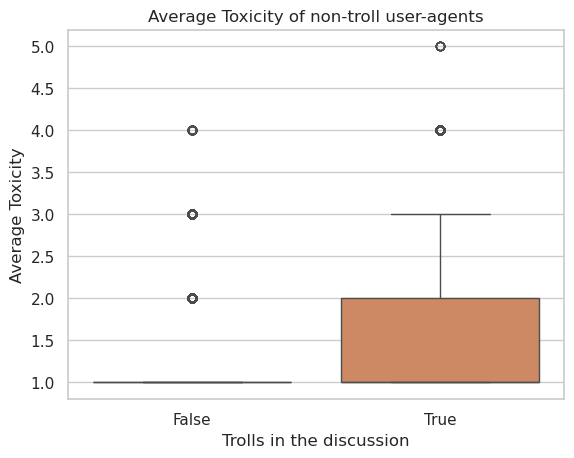 Average Toxicity of non-troll user-agents
5.0
4.5
4.0
3.5
3.0
2.5
2.0
1.5
1.0
Average Toxicity
False
True
Trolls in the discussion